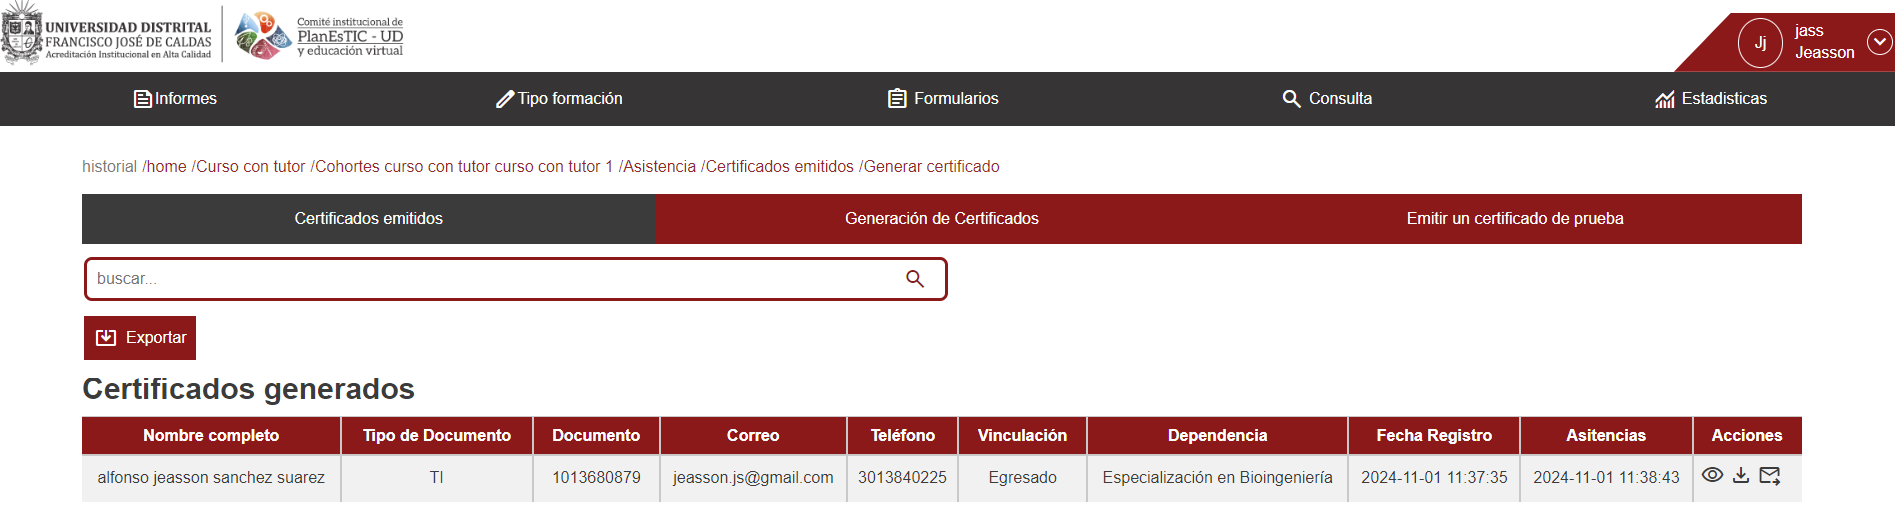 UNIVERSIDAD DISTRITAL
FRANCISCO JOSÉ DE CALDAS
Acreditación Institucional en Alta Calidad
Comité institucional de
PlanEsTIC - UD
y educación virtual
Jj
jass
Jeasson
Informes
Tipo formación
Formularios
Consulta
Estadisticas
historial /home /Curso con tutor /Cohortes curso con tutor curso con tutor 1 /Asistencia /Certificados emitidos /Generar certificado
Certificados emitidos
Generación de Certificados
Emitir un certificado de prueba
buscar...
Exportar
Certificados generados
Nombre completo Tipo de Documento Documento Correo Teléfono Vinculación Dependencia Fecha Registro Asitencias Acciones
alfonso jeasson sanchez suarez TI 1013680879 jeasson.js@gmail.com 3013840225 Egresado Especialización en Bioingeniería 2024-11-01 11:37:35 2024-11-01 11:38:43